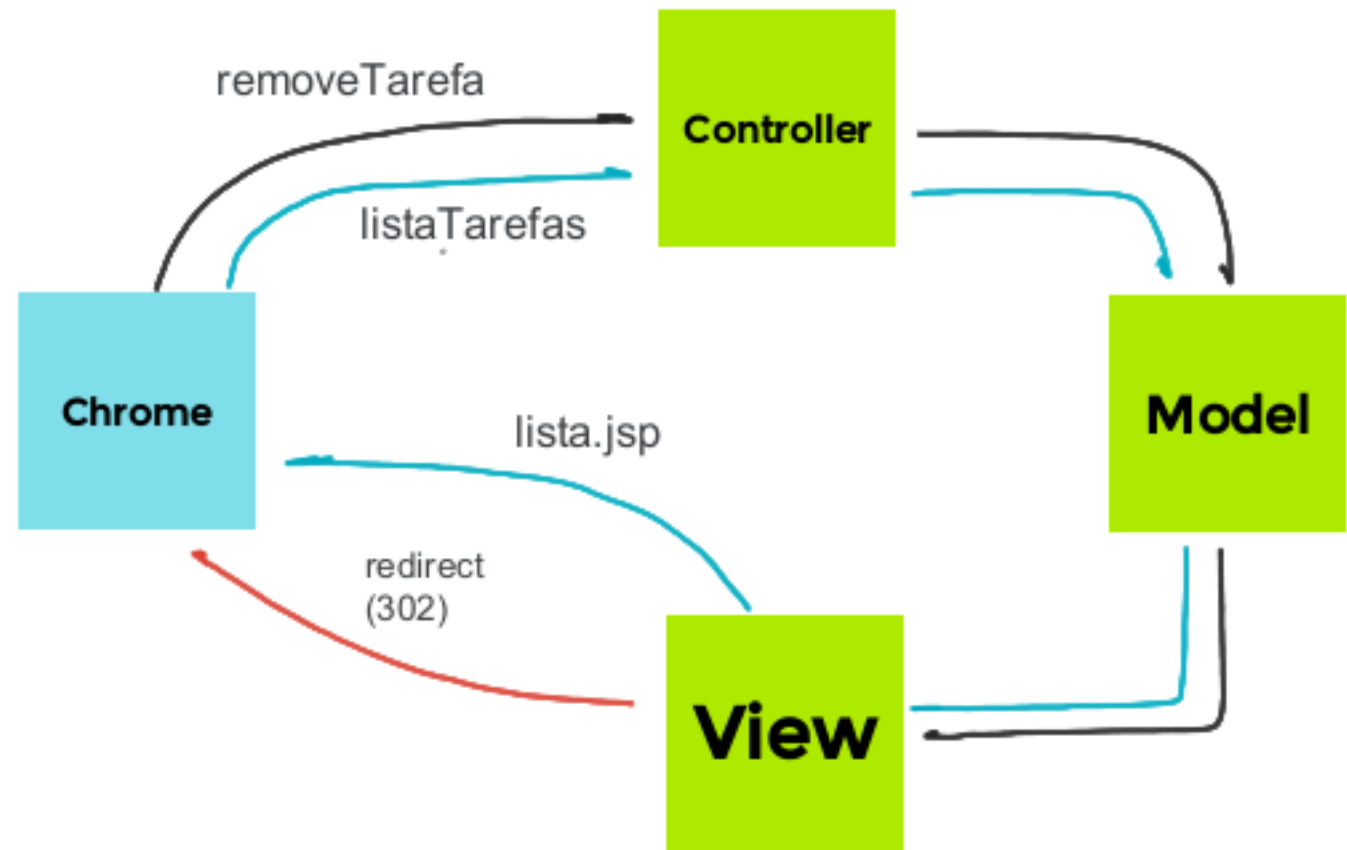 removeTarefa
Controller
listaTarefas
Chrome
Model
lista.jsp
redirect
(302)
View